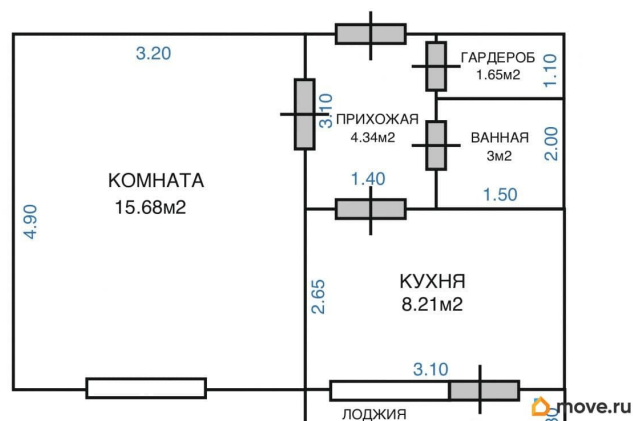 3.20
ГАРДЕРОБ
1.65м2
1.10
3.10
ПРИХОЖАЯ
4.34м2
ВАННАЯ
3м2
2.00
КОМНАТА
15.68м2
1.40
1.50
4.90
КУХНЯ
8.21м2
2.65
3.10
ЛОДЖИЯ
move.ru